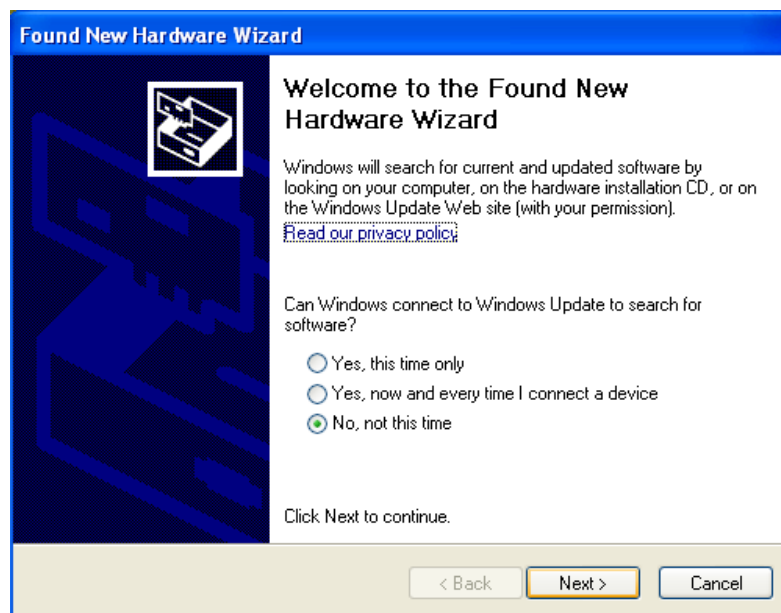 Found New Hardware Wizard
Welcome to the Found New
Hardware Wizard
Windows will search for current and updated software by
looking on your computer, on the hardware installation CD, or on
the Windows Update Web site (with your permission).
Read our privacy policy
Can Windows connect to Windows Update to search for
software?
Yes, this time only
Yes, now and every time I connect a device
No, not this time
Click Next to continue.
< Back
Next >
Cancel